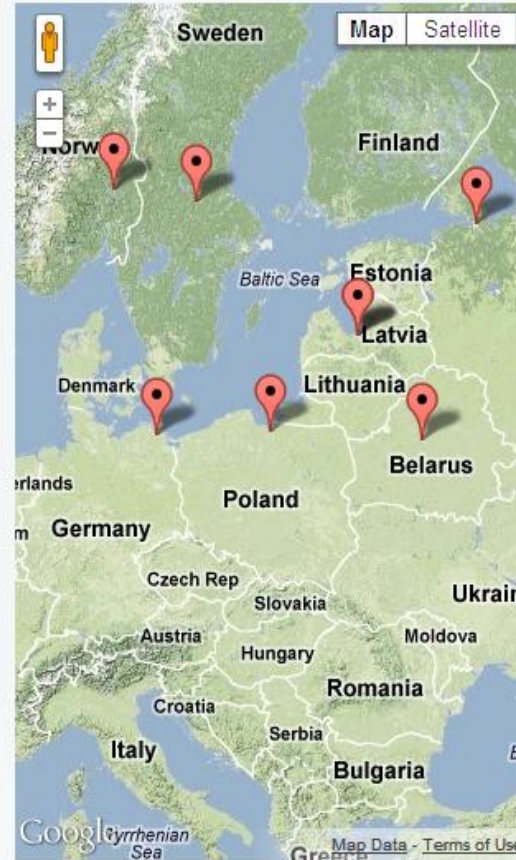 Sweden
Map Satellite
+
−
Norw
Finland
Baltic Sea
Estonia
Latvia
Denmark
Lithuania
Belarus
erlands
Poland
m
Germany
Czech Rep
Ukrain
Slovakia
Austria
Moldova
Hungary
Romania
Croatia
Serbia
Italy
Bulgaria
Google
Tyrrhenian
Sea
Greece
Map Data - Terms of Use